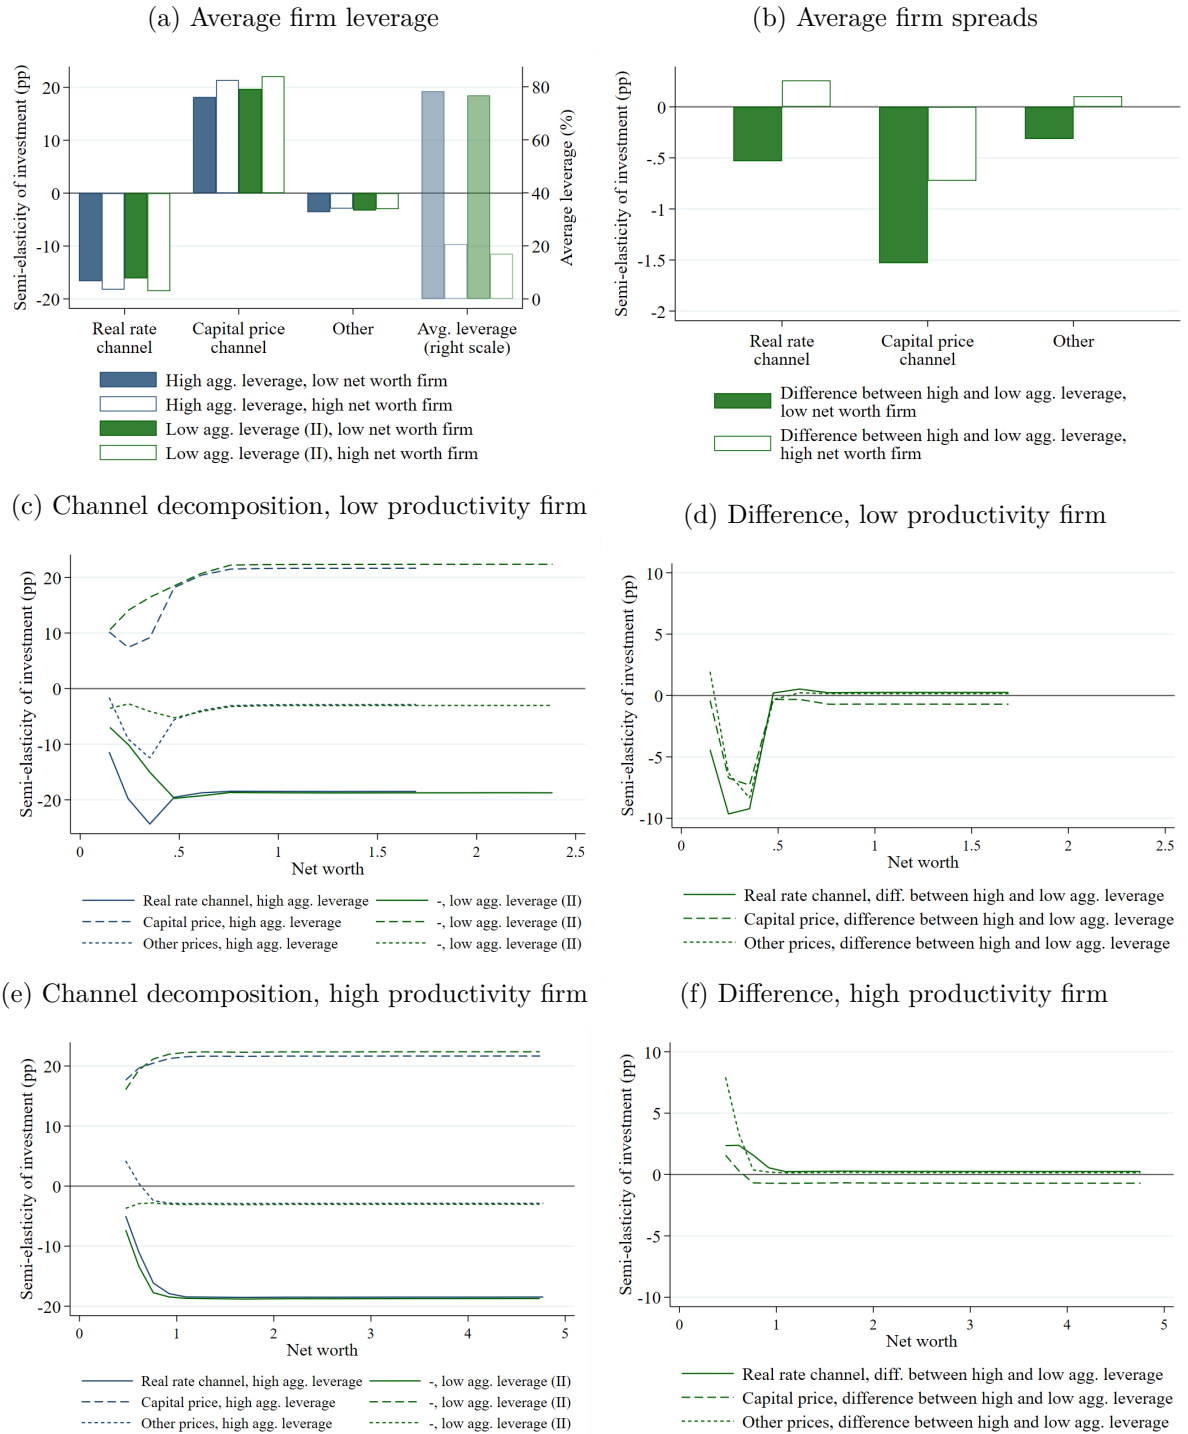 (a) Average firm leverage
Semi-elasticity of investment (pp)
20
10
0
-10
-20
80
60
40
20
0
Average leverage (%)
Real rate
channel
Capital price
channel
Other
Avg. leverage
(right scale)
High agg. leverage, low net worth firm
High agg. leverage, high net worth firm
Low agg. leverage (II), low net worth firm
Low agg. leverage (II), high net worth firm
(b) Average firm spreads
Semi-elasticity of investment (pp)
0
-.5
-1
-1.5
-2
Real rate
channel
Capital price
channel
Other
Difference between high and low agg. leverage,
low net worth firm
Difference between high and low agg. leverage,
high net worth firm
(c) Channel decomposition, low productivity firm
Semi-elasticity of investment (pp)
20
10
0
-10
-20
0 .5 1 1.5 2 2.5
Net worth
Real rate channel, high agg. leverage -, low agg. leverage (II)
Capital price, high agg. leverage -, low agg. leverage (II)
Other prices, high agg. leverage -, low agg. leverage (II)
(d) Difference, low productivity firm
Semi-elasticity of investment (pp)
10
5
0
-5
-10
0 .5 1 1.5 2 2.5
Net worth
Real rate channel, diff. between high and low agg. leverage
Capital price, difference between high and low agg. leverage
Other prices, difference between high and low agg. leverage
(e) Channel decomposition, high productivity firm
Semi-elasticity of investment (pp)
20
10
0
-10
-20
0 1 2 3 4 5
Net worth
Real rate channel, high agg. leverage -, low agg. leverage (II)
Capital price, high agg. leverage -, low agg. leverage (II)
Other prices, high agg. leverage -, low agg. leverage (II)
(f) Difference, high productivity firm
Semi-elasticity of investment (pp)
10
5
0
-5
-10
0 1 2 3 4 5
Net worth
Real rate channel, diff. between high and low agg. leverage
Capital price, difference between high and low agg. leverage
Other prices, difference between high and low agg. leverage